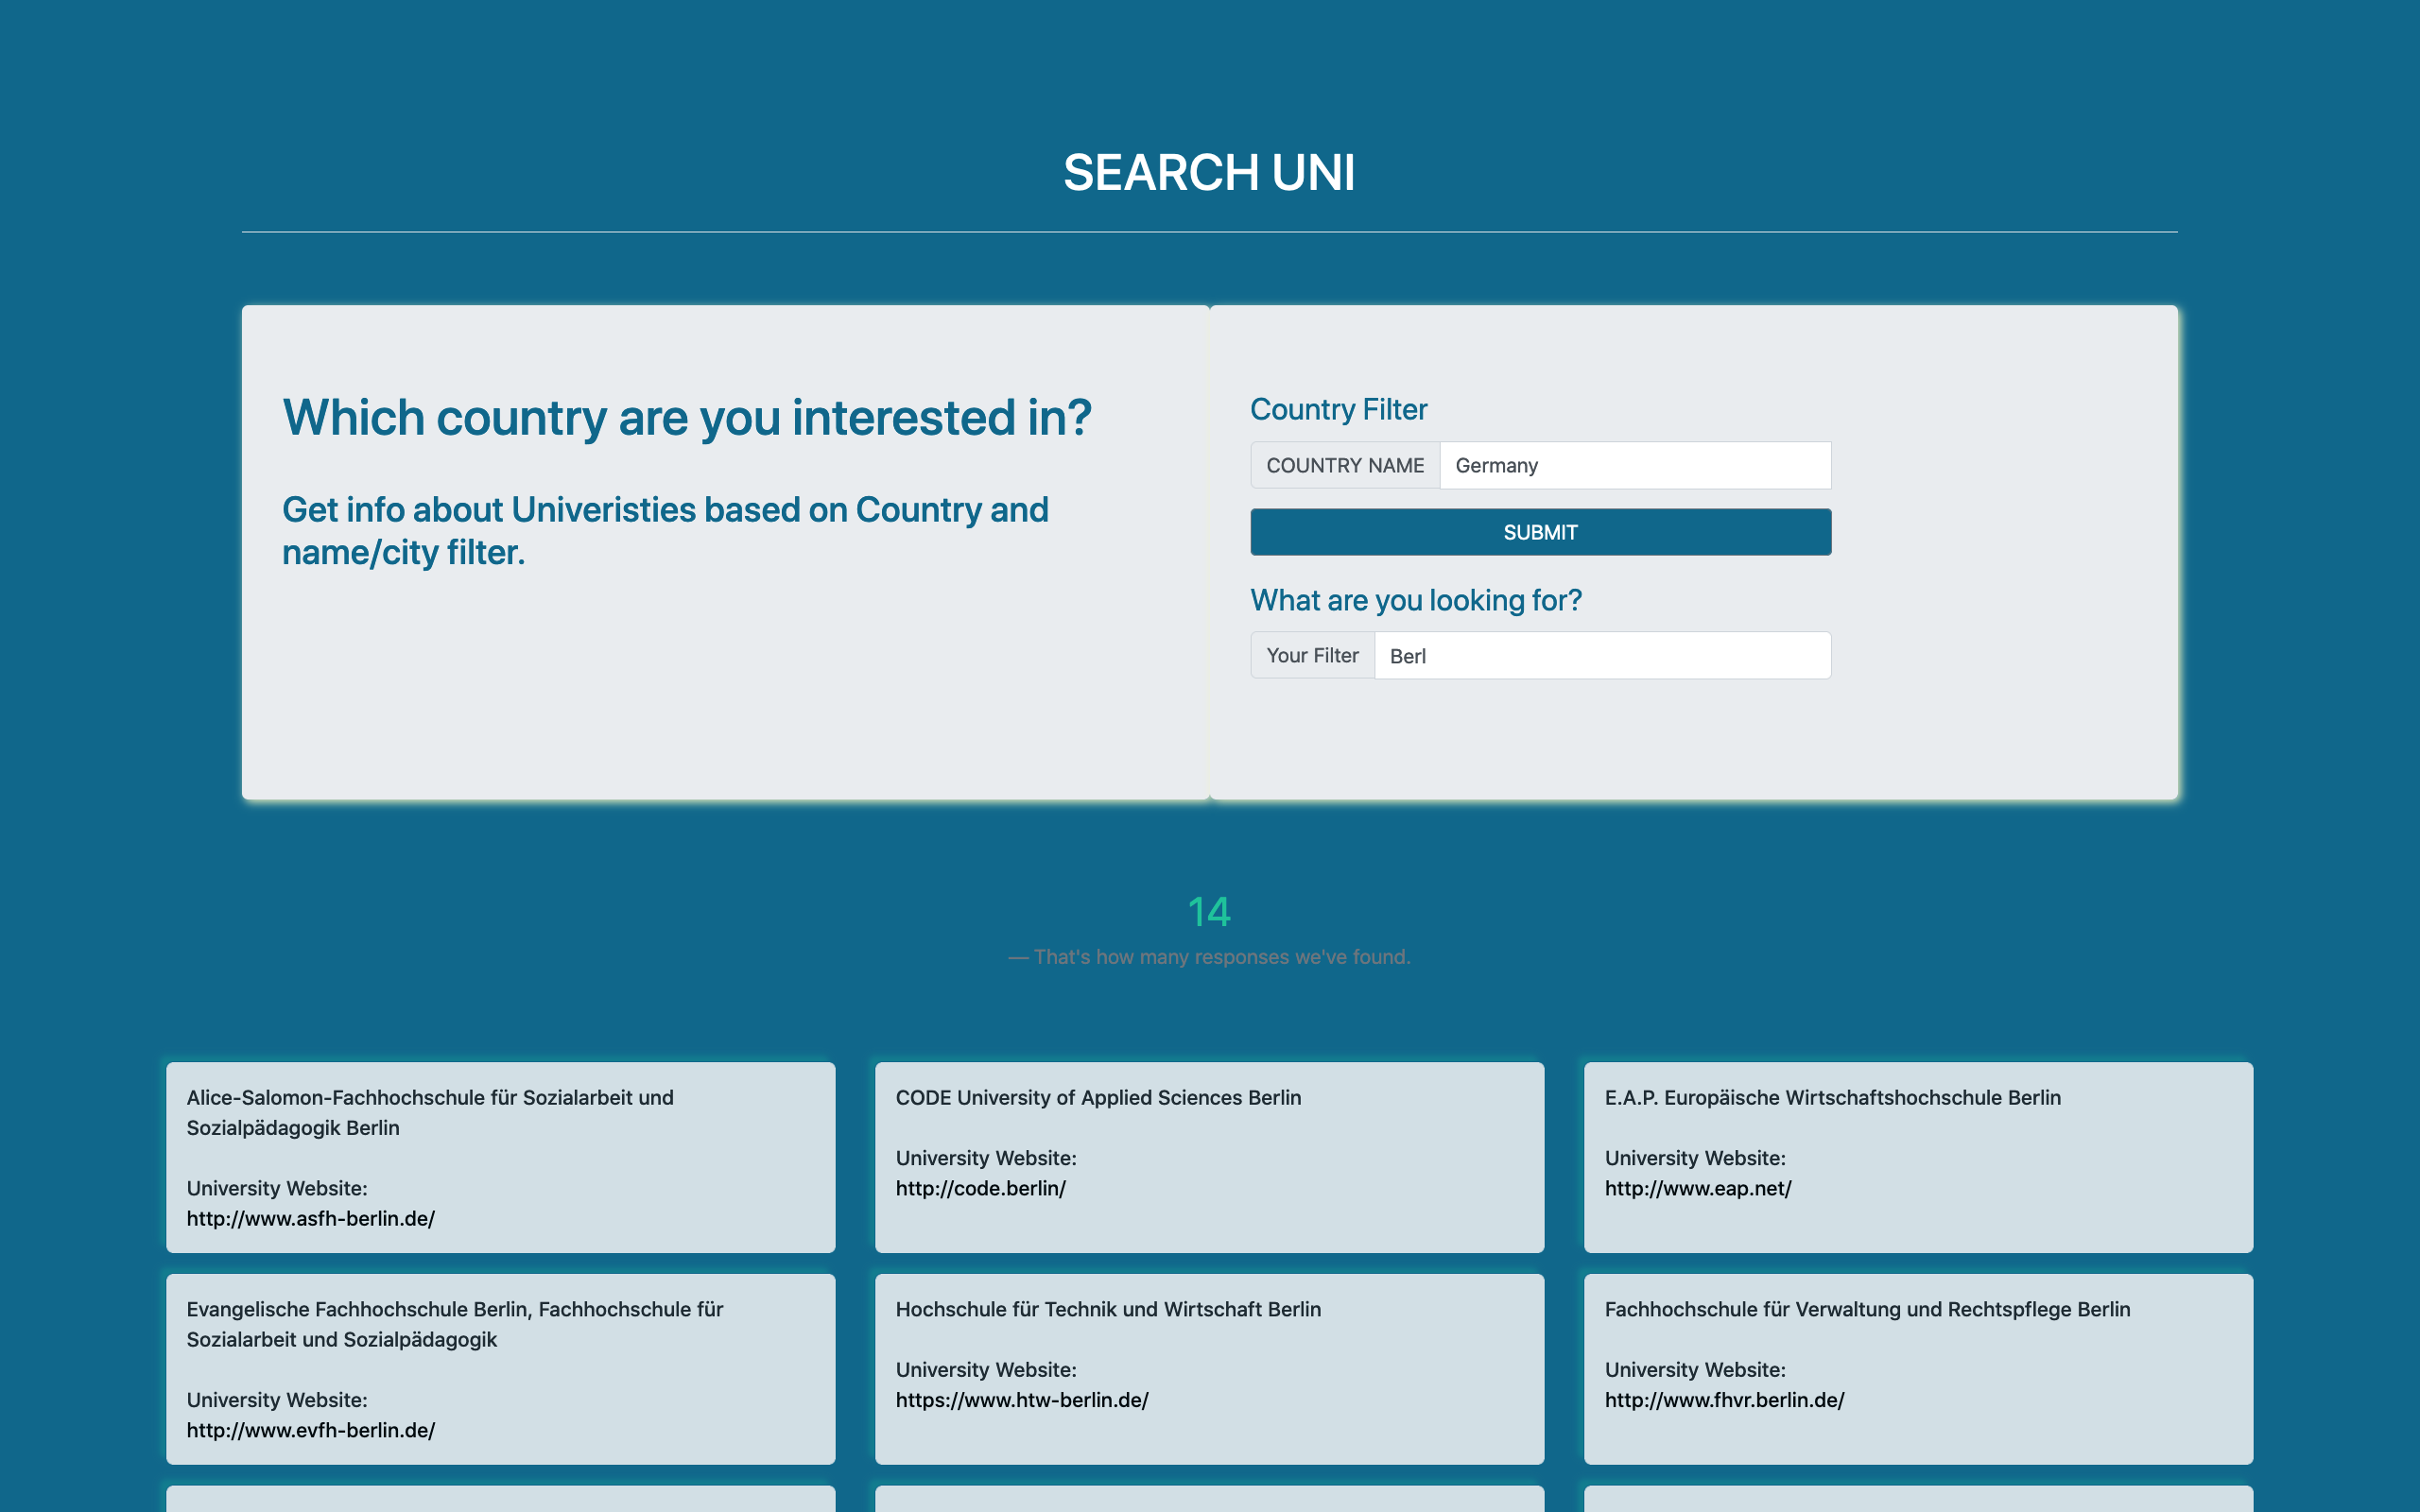 SEARCH UNI
Which country are you interested in?
Get info about Univeristies based on Country and
name/city filter.
Country Filter
COUNTRY NAME Germany
SUBMIT
What are you looking for?
Your Filter Berl
14
— That's how many responses we've found.
Alice-Salomon-Fachhochschule für Sozialarbeit und
Sozialpädagogik Berlin
University Website:
http://www.asfh-berlin.de/
CODE University of Applied Sciences Berlin
University Website:
http://code.berlin/
E.A.P. Europäische Wirtschaftshochschule Berlin
University Website:
http://www.eap.net/
Evangelische Fachhochschule Berlin, Fachhochschule für
Sozialarbeit und Sozialpädagogik
University Website:
http://www.evfh-berlin.de/
Hochschule für Technik und Wirtschaft Berlin
University Website:
https://www.htw-berlin.de/
Fachhochschule für Verwaltung und Rechtspflege Berlin
University Website:
http://www.fhvr.berlin.de/